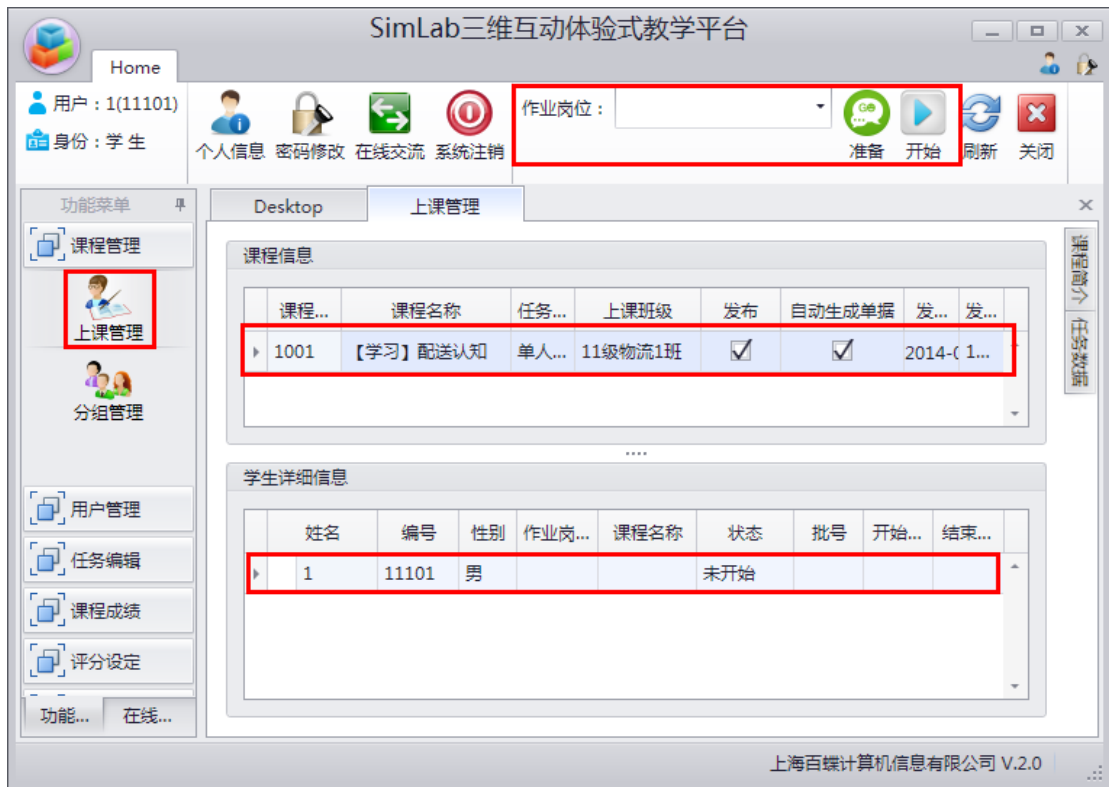 SimLab三维互动体验式教学平台
Home
用户：1(11101)
身份：学 生
个人信息 密码修改 在线交流 系统注销
作业岗位：
准备 开始 刷新 关闭
功能菜单
课程管理
上课管理
分组管理
用户管理
任务编辑
课程成绩
评分设定
功能... 在线...
Desktop 上课管理
课程信息
课程... 课程名称 任务... 上课班级 发布 自动生成单据 发... 发...
1001 【学习】配送认知 单人... 11级物流1班 2014-0 1...
学生详细信息
姓名 编号 性别 作业岗... 课程名称 状态 批号 开始... 结束...
1 11101 男 未开始
课程简介
任务数据
上海百蝶计算机信息有限公司 V.2.0